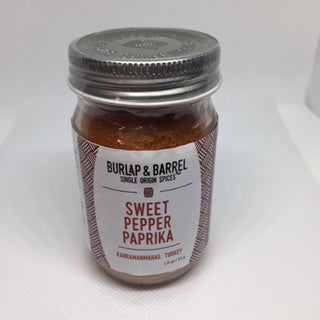 BURLAP & BARREL
SINGLE ORIGIN SPICES
SWEET
PEPPER
PAPRIKA
KAHRAMANMARAS, TURKEY